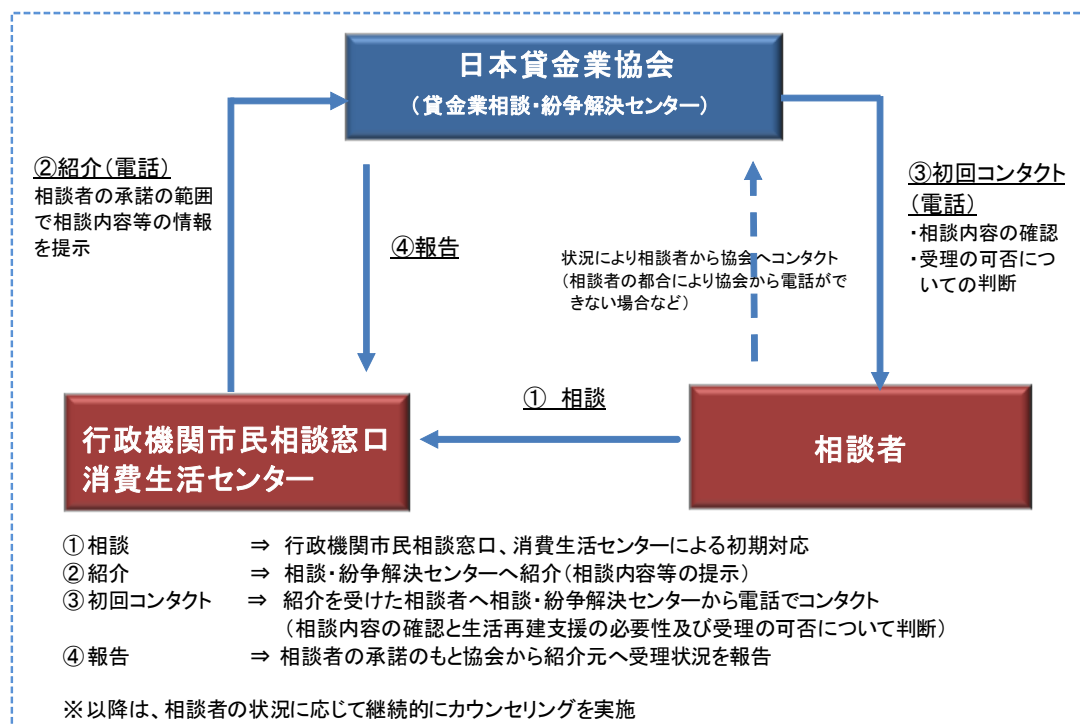 日本貸金業協会
（貸金業相談・紛争解決センター）
②紹介（電話）
相談者の承諾の範囲
で相談内容等の情報
を提示
④報告
状況により相談者から協会へコンタクト
（相談者の都合により協会から電話がで
きない場合など）
③初回コンタクト
（電話）
・相談内容の確認
・受理の可否につ
いての判断
① 相談
行政機関市民相談窓口
消費生活センター
相談者
①相談 ⇒ 行政機関市民相談窓口、消費生活センターによる初期対応
②紹介 ⇒ 相談・紛争解決センターへ紹介（相談内容等の提示）
③初回コンタクト ⇒ 紹介を受けた相談者へ相談・紛争解決センターから電話でコンタクト
（相談内容の確認と生活再建支援の必要性及び受理の可否について判断）
④報告 ⇒ 相談者の承諾のもと協会から紹介元へ受理状況を報告
※以降は、相談者の状況に応じて継続的にカウンセリングを実施